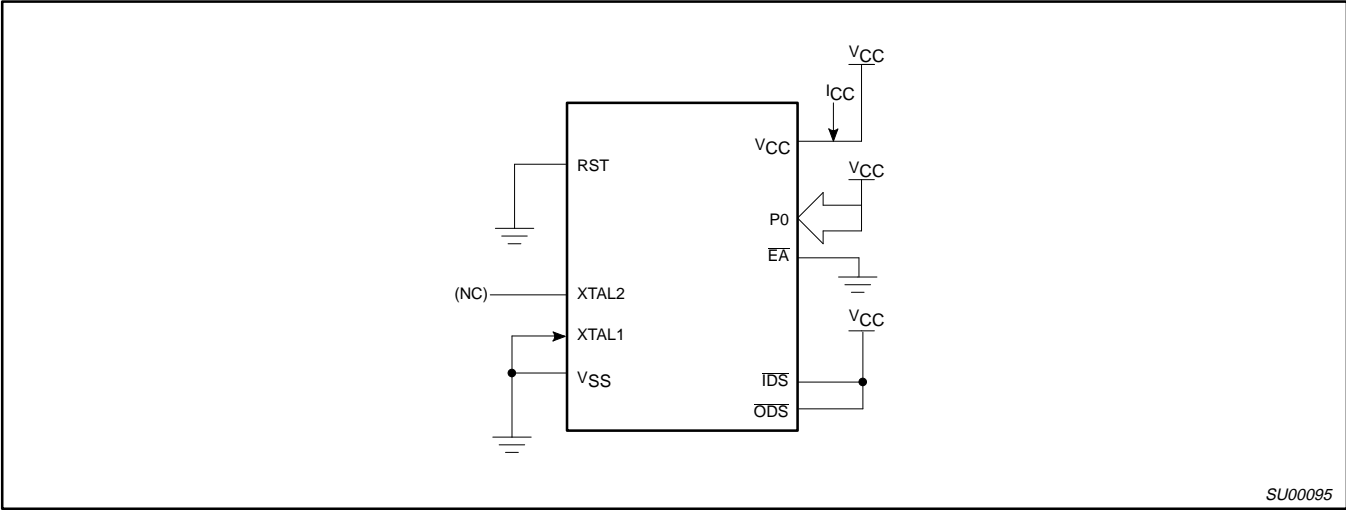 VCC
ICC
VCC
RST
VCC
P0
EA
(NC)
XTAL2
XTAL1
VCC
VSS
IDS
ODS
SU00095